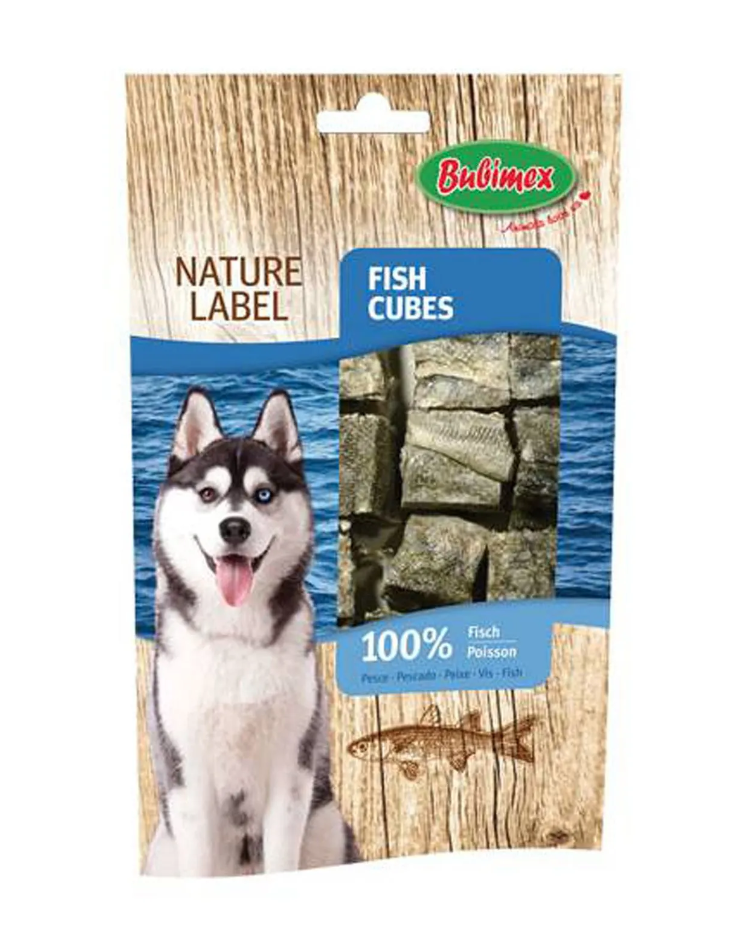 Bubimex
NATURE
LABEL
FISH
CUBES
100%
Fisch
Poisson
Pesce - Pescado - Peixe - Vis - Fish